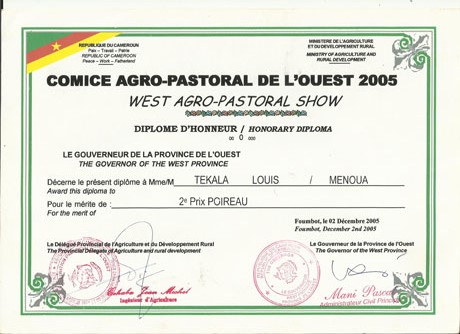 REPUBLIQUE DU CAMEROUN
Paix – Travail – Patrie
REPUBLIC OF CAMEROON
Peace – Work – Fatherland
MINISTERE DE L'AGRICULTURE
ET DU DEVELOPPEMENT RURAL
MINISTRY OF AGRICULTURE AND
RURAL DEVELOPMENT
COMICE AGRO-PASTORAL DE L'OUEST 2005
WEST AGRO-PASTORAL SHOW
DIPLOME D'HONNEUR / HONORARY DIPLOMA
LE GOUVERNEUR DE LA PROVINCE DE L'OUEST
THE GOVERNOR OF THE WEST PROVINCE
Décerne le présent diplôme à Mme/M TEKALA LOUIS / MENOUA
Award this diploma to
Pour le mérite de : 2e Prix POIREAU
For the merit of
Foumbot, le 02 Décembre 2005
Foumbot, December 2nd 2005
Le Délégué Provincial de l'Agriculture et du Développement Rural
The Provincial Delegate of Agriculture and rural Development
Le Gouverneur de la Province de l'Ouest
The Governor of the West Province
Jean Michel
Ingénieur d'Agriculture
Mani Pascal
Administrateur Civil Princ